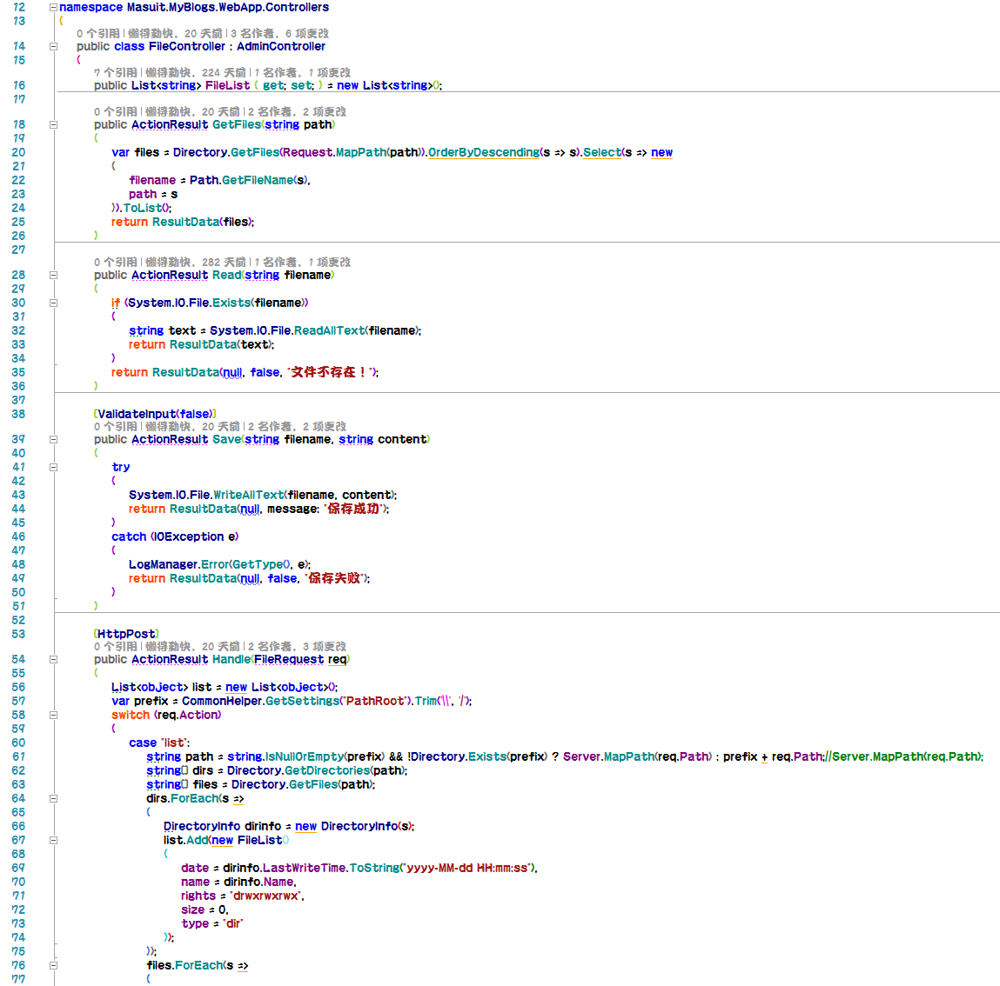 12 namespace Masuit.MyBlogs.WebApp.Controllers
13 {
0 个引用 | 懒得勤快，20 天前 | 3 名作者，6 项更改
14 public class FileController : AdminController
15 {
7 个引用 | 懒得勤快，224 天前 | 1 名作者，1 项更改
16 public List<string> FileList { get; set; } = new List<string>();
17
0 个引用 | 懒得勤快，20 天前 | 2 名作者，2 项更改
18 public ActionResult GetFiles(string path)
19 {
20 var files = Directory.GetFiles(Request.MapPath(path)).OrderByDescending(s => s).Select(s => new
21 {
22 filename = Path.GetFileName(s),
23 path = s
24 }).ToList();
25 return ResultData(files);
26 }
27
0 个引用 | 懒得勤快，282 天前 | 1 名作者，1 项更改
28 public ActionResult Read(string filename)
29 {
30 if (System.IO.File.Exists(filename))
31 {
32 string text = System.IO.File.ReadAllText(filename);
33 return ResultData(text);
34 }
35 return ResultData(null, false, "文件不存在！");
36 }
37
38 [ValidateInput(false)]
0 个引用 | 懒得勤快，20 天前 | 2 名作者，2 项更改
39 public ActionResult Save(string filename, string content)
40 {
41 try
42 {
43 System.IO.File.WriteAllText(filename, content);
44 return ResultData(null, message: "保存成功");
45 }
46 catch (IOException e)
47 {
48 LogManager.Error(GetType(), e);
49 return ResultData(null, false, "保存失败");
50 }
51 }
52
53 [HttpPost]
0 个引用 | 懒得勤快，20 天前 | 2 名作者，3 项更改
54 public ActionResult Handle(FileRequest req)
55 {
56 List<object> list = new List<object>();
57 var prefix = CommonHelper.GetSettings("PathRoot").Trim('\\', '/');
58 switch (req.Action)
59 {
60 case "list":
61 string path = string.IsNullOrEmpty(prefix) && !Directory.Exists(prefix) ? Server.MapPath(req.Path) : prefix + req.Path;//Server.MapPath(req.Path);
62 string[] dirs = Directory.GetDirectories(path);
63 string[] files = Directory.GetFiles(path);
64 dirs.ForEach(s =>
65 {
66 DirectoryInfo dirinfo = new DirectoryInfo(s);
67 list.Add(new FileList()
68 {
69 date = dirinfo.LastWriteTime.ToString("yyyy-MM-dd HH:mm:ss"),
70 name = dirinfo.Name,
71 rights = "drwxrwxrwx",
72 size = 0,
73 type = "dir"
74 });
75 });
76 files.ForEach(s =>
77 {